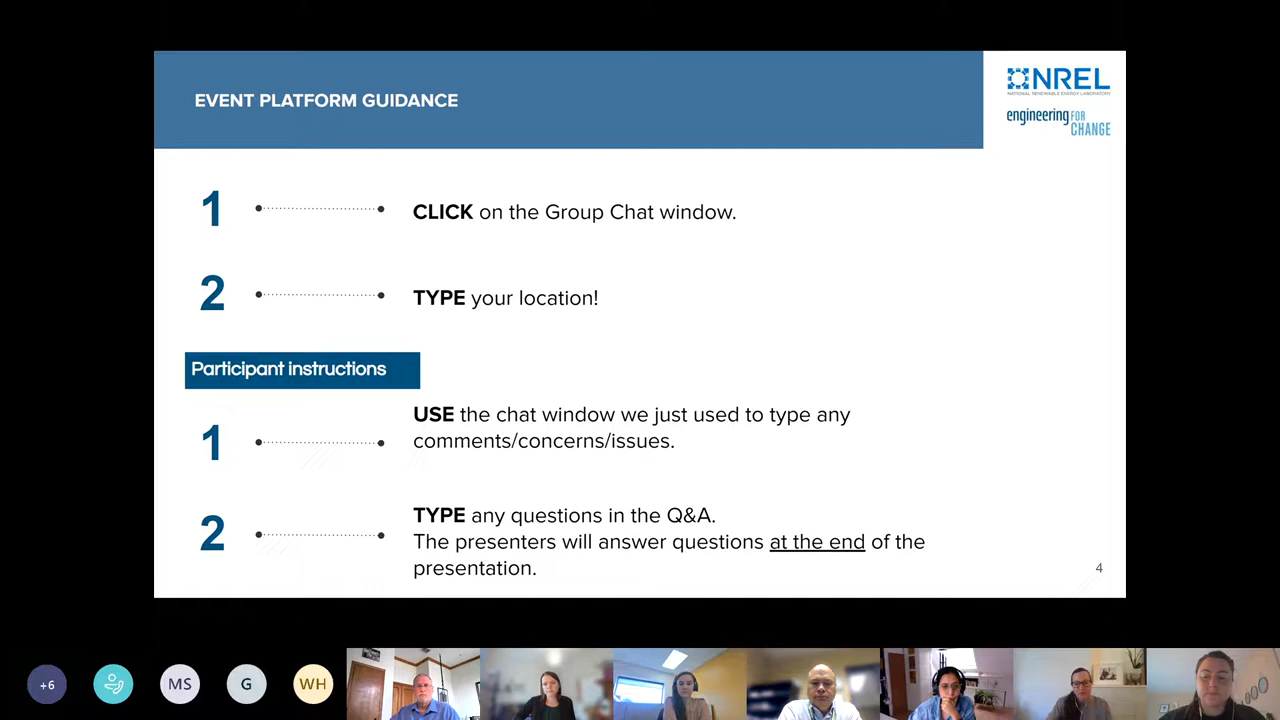 EVENT PLATFORM GUIDANCE
NREL
NATIONAL RENEWABLE ENERGY LABORATORY
engineering FOR
CHANGE
1
CLICK on the Group Chat window.
2
TYPE your location!
Participant instructions
1
USE the chat window we just used to type any
comments/concerns/issues.
2
TYPE any questions in the Q&A.
The presenters will answer questions at the end of the
presentation.
4
+6
MS
G
WH